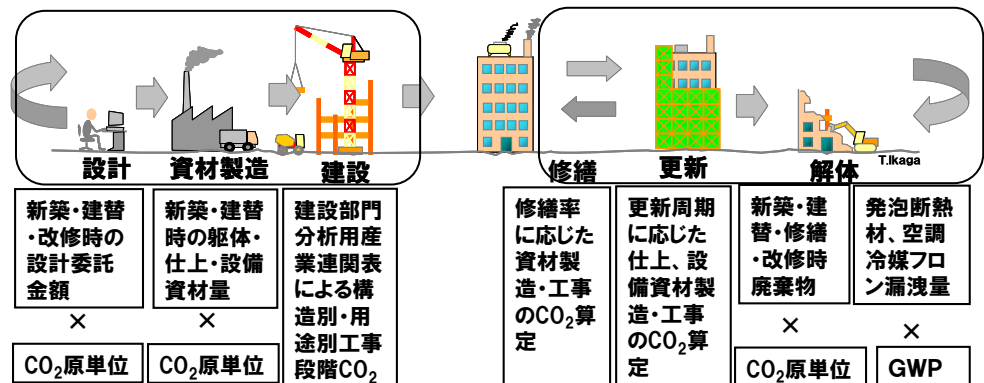 設計
資材製造
建設
修繕
更新
解体
T.Ikaga
新築・建替
・改修時の
設計委託
金額
×
CO₂原単位
新築・建替
時の躯体・
仕上・設備
資材量
×
CO₂原単位
建設部門
分析用産
業連関表
による構
造別・用
途別工事
段階CO₂
修繕率
に応じた
資材製
造・工事
のCO₂算
定
更新周期
に応じた
仕上、設
備資材製
造・工事
のCO₂算
定
新築・建
替・修繕
・改修時
廃棄物
×
CO₂原単位
発泡断熱
材、空調
冷媒フロ
ン漏洩量
×
GWP